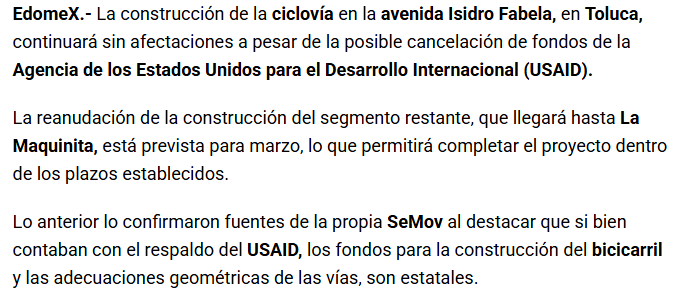 EdomeX.- La construcción de la ciclovía en la avenida Isidro Fabela, en Toluca,
continuará sin afectaciones a pesar de la posible cancelación de fondos de la
Agencia de los Estados Unidos para el Desarrollo Internacional (USAID).
La reanudación de la construcción del segmento restante, que llegará hasta La
Maquinita, está prevista para marzo, lo que permitirá completar el proyecto dentro
de los plazos establecidos.
Lo anterior lo confirmaron fuentes de la propia SeMov al destacar que si bien
contaban con el respaldo del USAID, los fondos para la construcción del bicicarril
y las adecuaciones geométricas de las vías, son estatales.